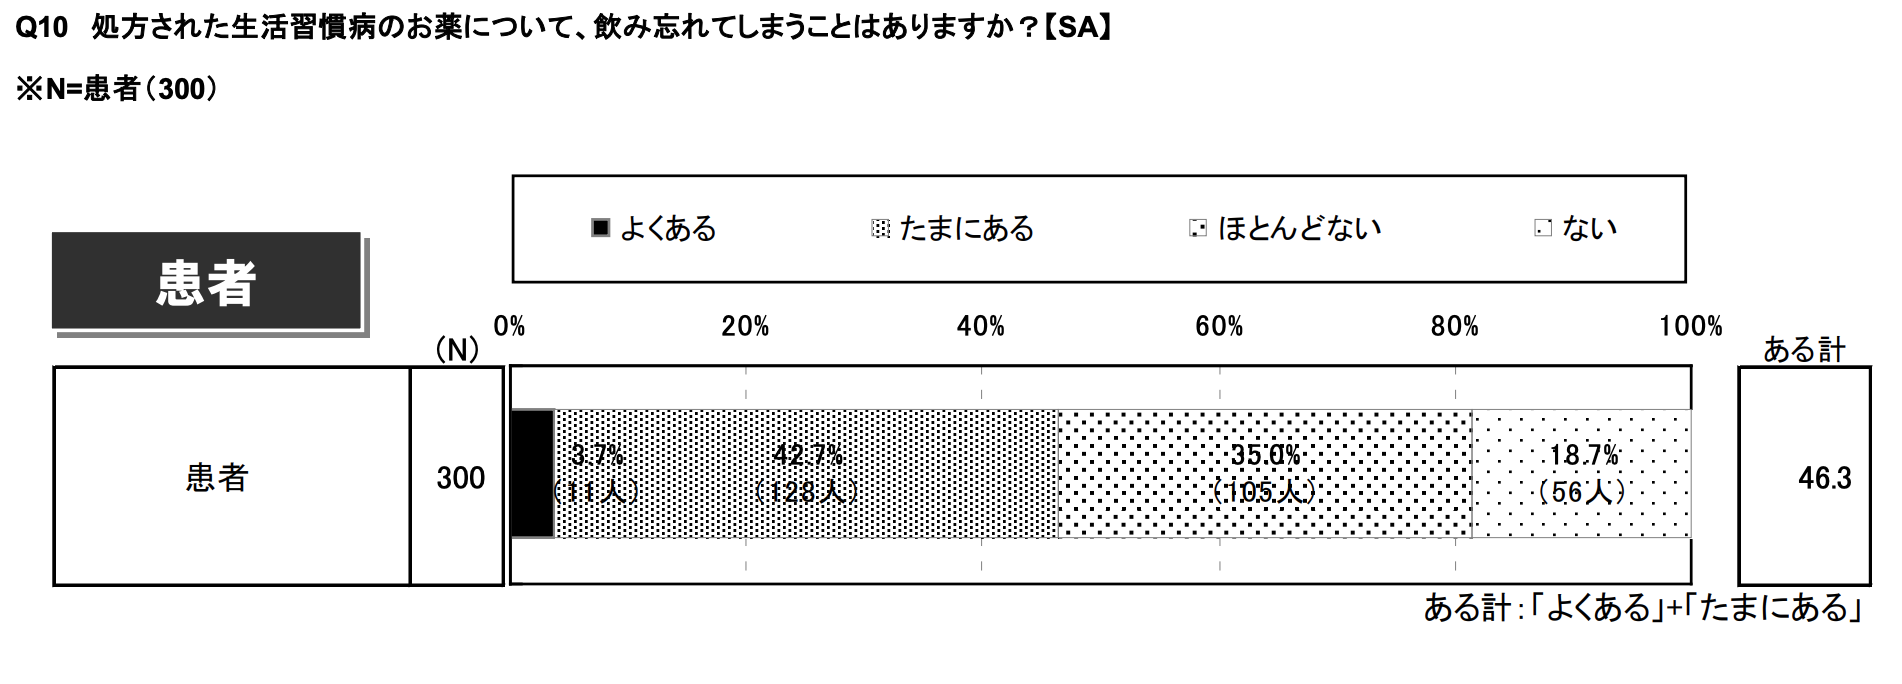 Q10 処方された生活習慣病のお薬について、飲み忘れてしまうことはありますか？【SA】
※N=患者（300）
よくある たまにある ほとんどない ない
患者
0% 20% 40% 60% 80% 100%
（N） ある計
3.7% 42.7% 35.0% 18.7%
患者 300 46.3
（11人） （128人） （105人） （56人）
ある計：「よくある」+「たまにある」